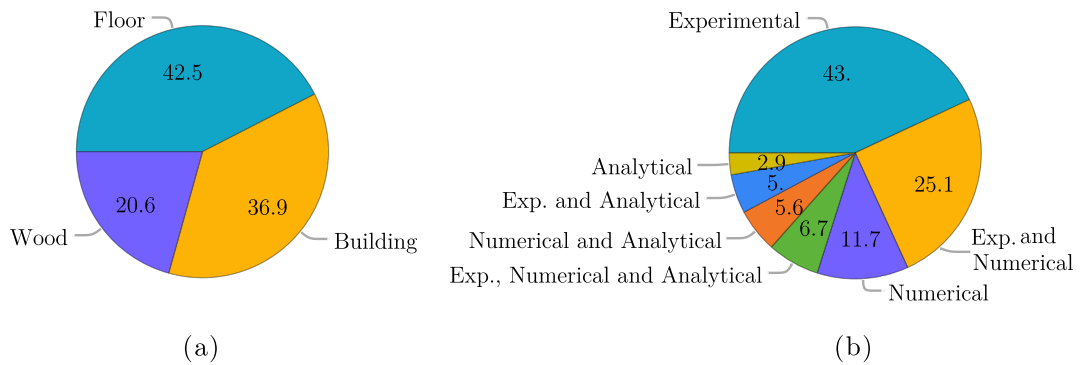 Floor
42.5
20.6
36.9
Wood
Building
(a)
Experimental
43.
Analytical
2.9
Exp. and Analytical
5.
25.1
Numerical and Analytical
5.6
Exp., Numerical and Analytical
6.7
11.7
Exp. and
Numerical
Numerical
(b)